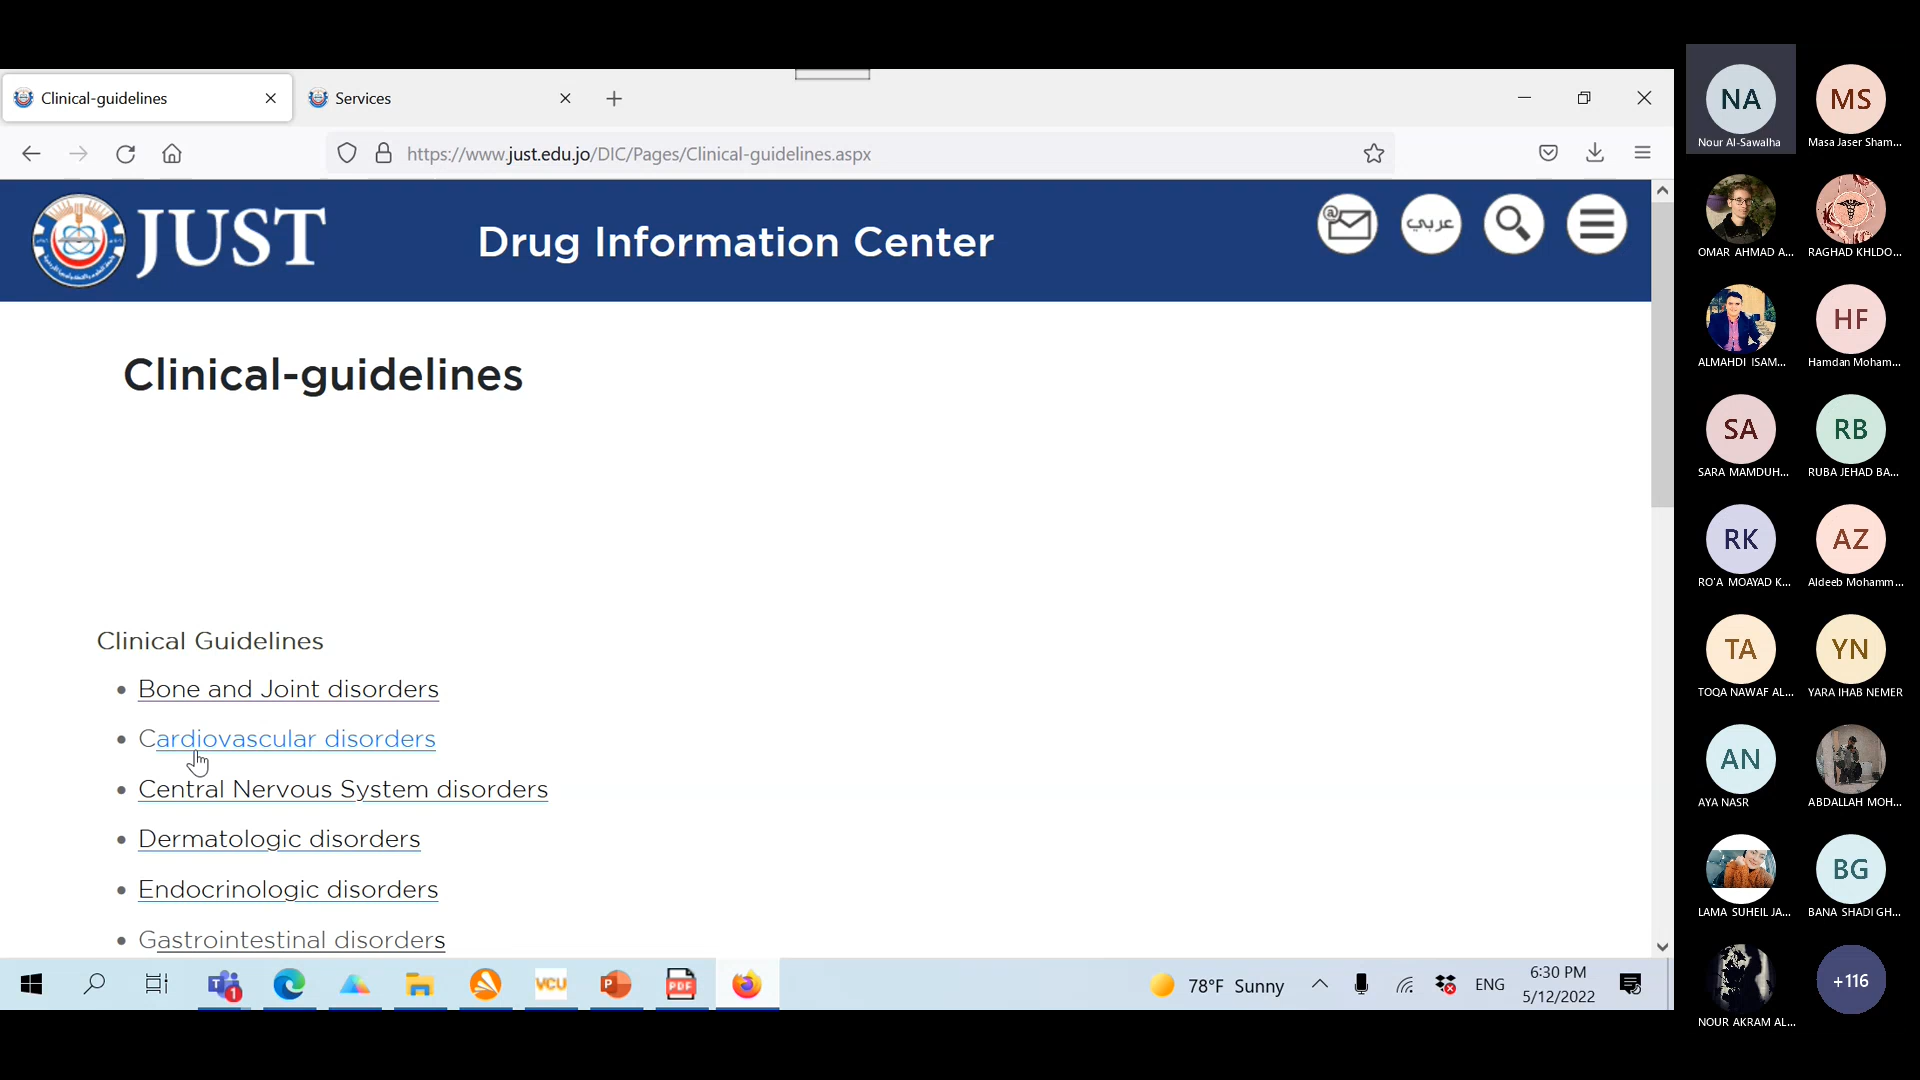 Clinical-guidelines
Services
https://www.just.edu.jo/DIC/Pages/Clinical-guidelines.aspx
JUST
Drug Information Center
@
عربي
Clinical-guidelines
Clinical Guidelines
Bone and Joint disorders
Cardiovascular disorders
Central Nervous System disorders
Dermatologic disorders
Endocrinologic disorders
Gastrointestinal disorders
1
VCU
P
PDF
78°F Sunny
ENG
6:30 PM
5/12/2022
NA
MS
Nour Al-Sawalha
Masa Jaser Sham...
OMAR AHMAD A...
RAGHAD KHLDO...
HF
ALMAHDI ISAM...
Hamdan Moham...
SA
RB
SARA MAMDUH...
RUBA JEHAD BA...
RK
AZ
RO'A MOAYAD K...
Aldeeb Mohamm...
TA
YN
TOQA NAWAF AL...
YARA IHAB NEMER
AN
AYA NASR
ABDALLAH MOH...
BG
LAMA SUHEIL JA...
BANA SHADI GH...
+116
NOUR AKRAM AL...